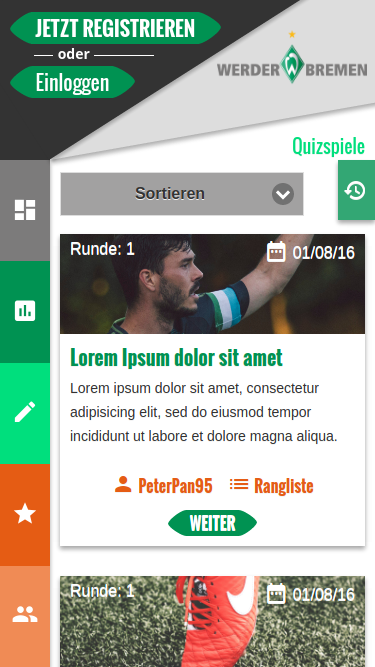 JETZT REGISTRIEREN
oder
Einloggen
WERDER W BREMEN
Quizspiele
Sortieren
Runde: 1 01/08/16
Lorem Ipsum dolor sit amet
Lorem ipsum dolor sit amet, consectetur
adipisicing elit, sed do eiusmod tempor
incididunt ut labore et dolore magna aliqua.
PeterPan95 Rangliste
WEITER
Runde: 1 01/08/16